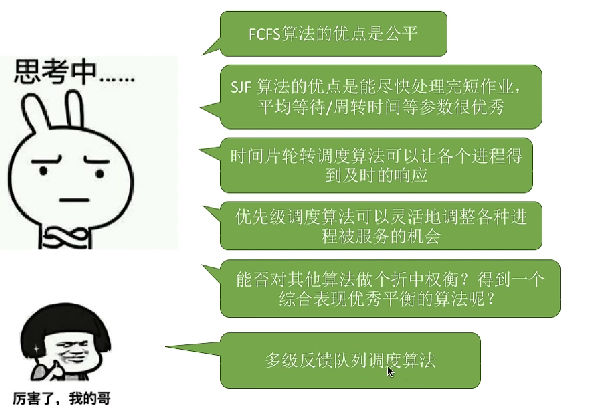 FCFS算法的优点是公平
思考中……
SJF 算法的优点是能尽快处理完短作业，
平均等待/周转时间等参数很优秀
时间片轮转调度算法可以让各个进程得
到及时的响应
优先级调度算法可以灵活地调整各种进
程被服务的机会
能否对其他算法做个折中权衡？得到一个
综合表现优秀平衡的算法呢？
多级反馈队列调度算法
厉害了，我的哥